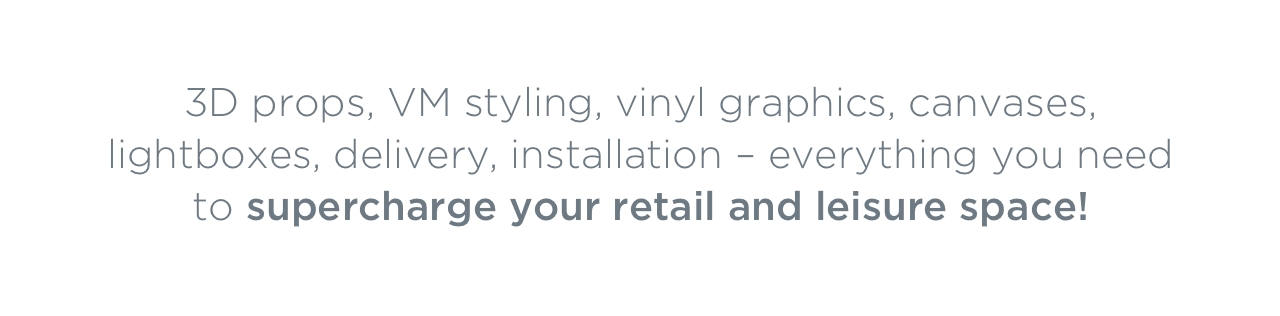 3D props, VM styling, vinyl graphics, canvases,
lightboxes, delivery, installation – everything you need
to supercharge your retail and leisure space!